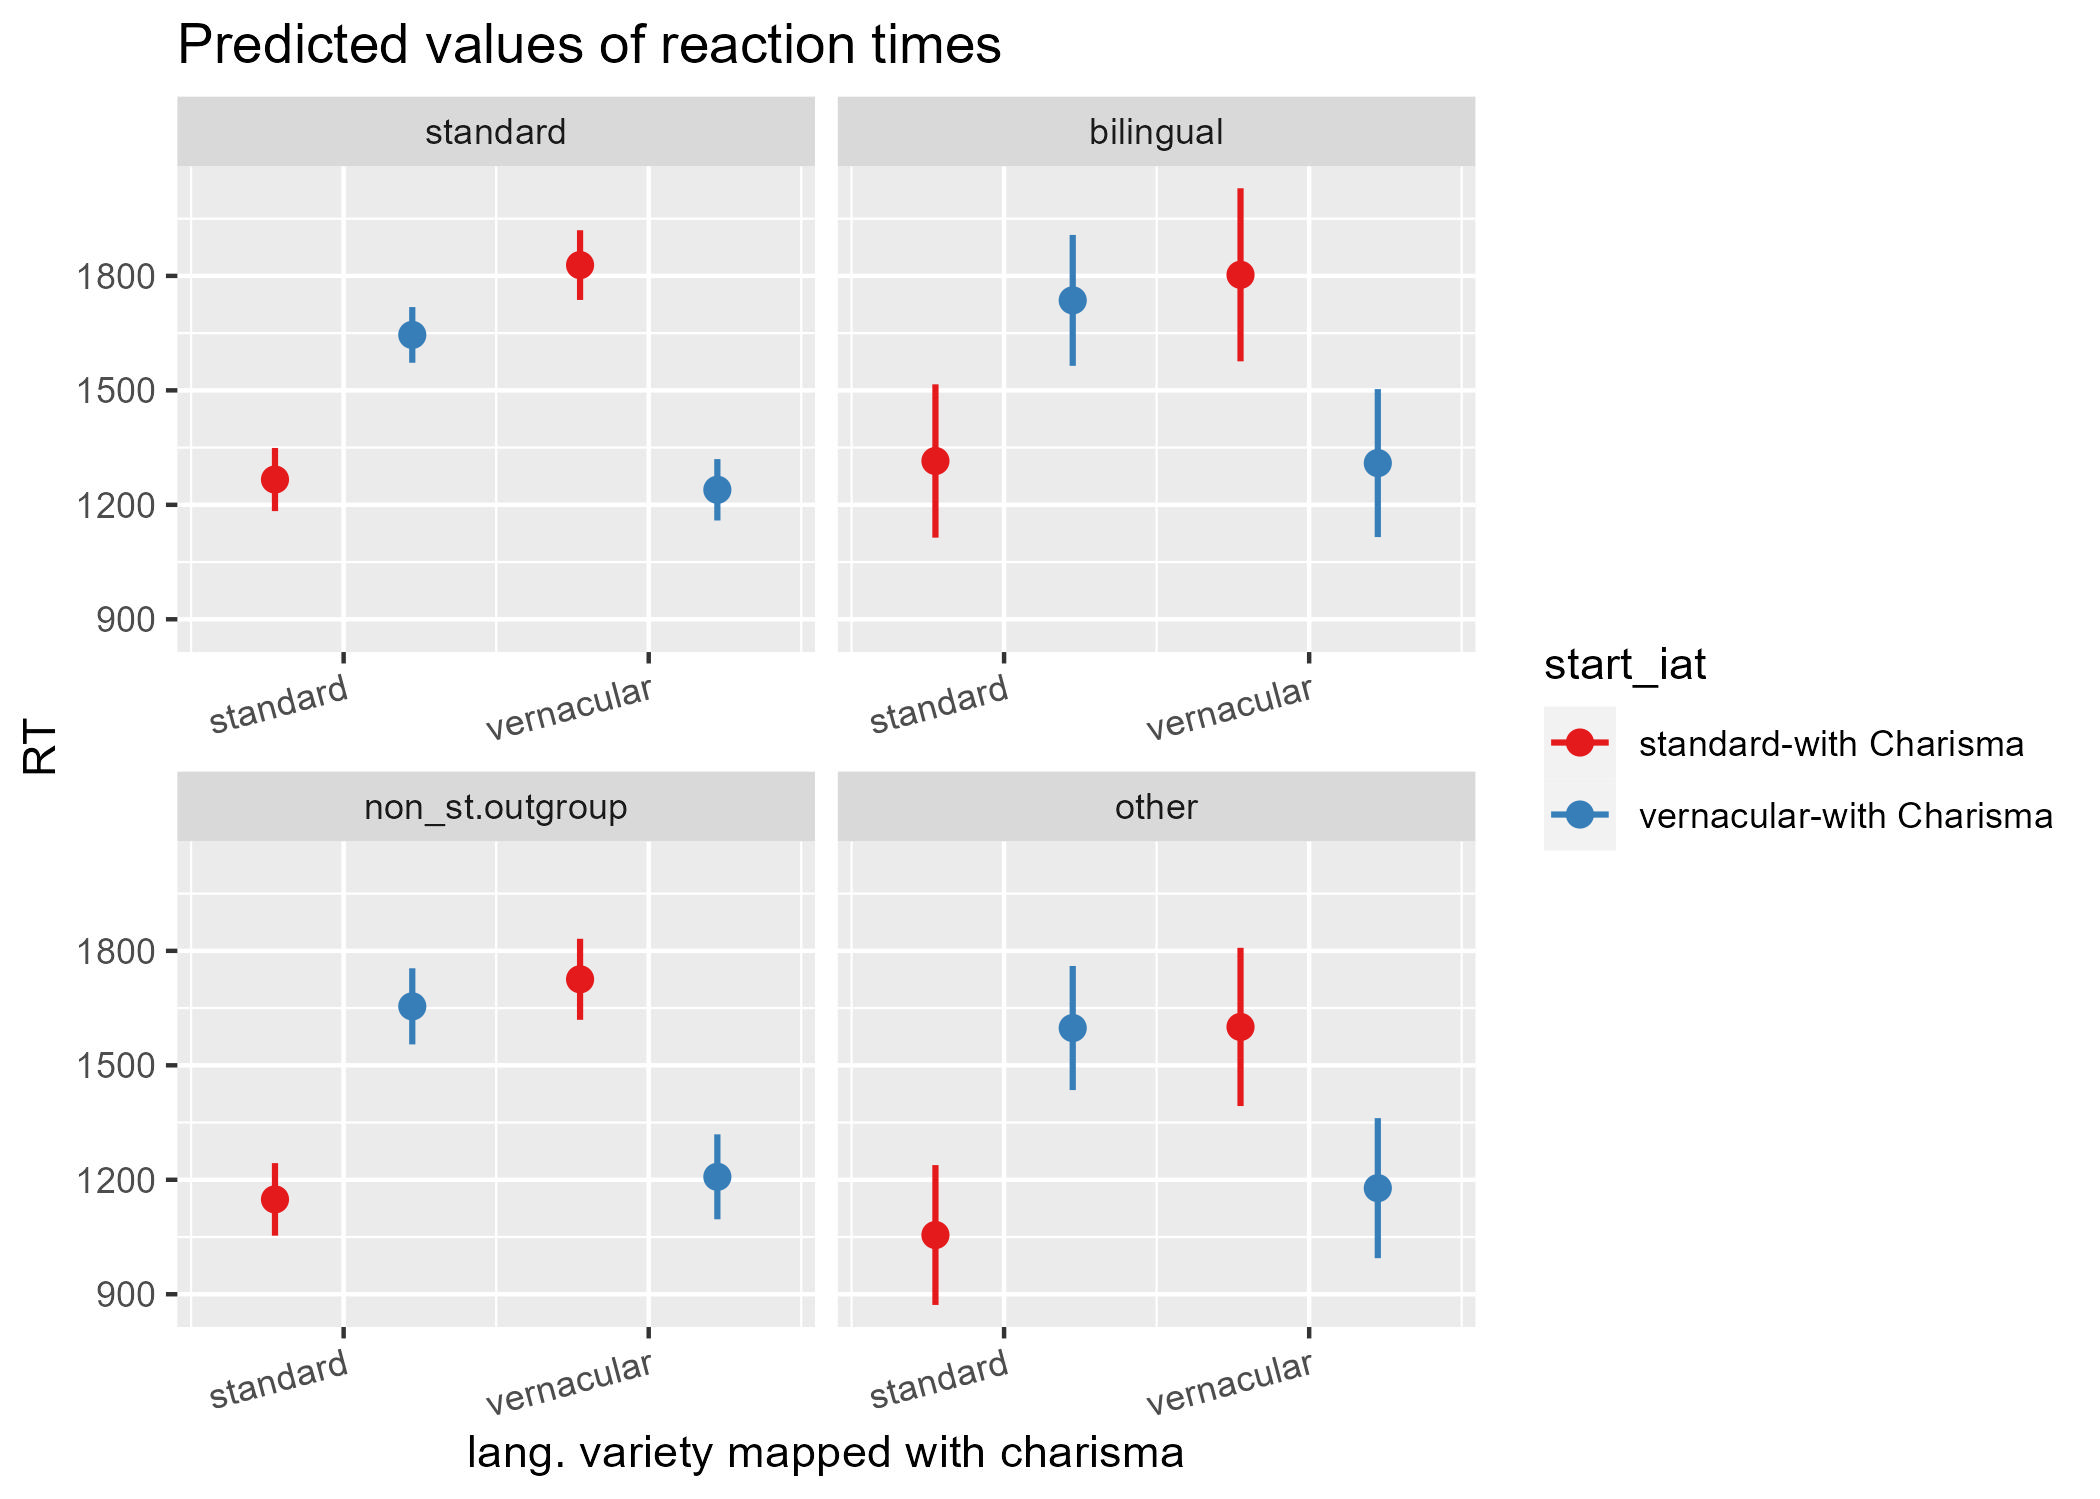 Predicted values of reaction times
standard
bilingual
1800
1500
1200
900
standard
vernacular
standard
vernacular
RT
non_st.outgroup
other
1800
1500
1200
900
standard
vernacular
standard
vernacular
lang. variety mapped with charisma
start_iat
standard-with Charisma
vernacular-with Charisma